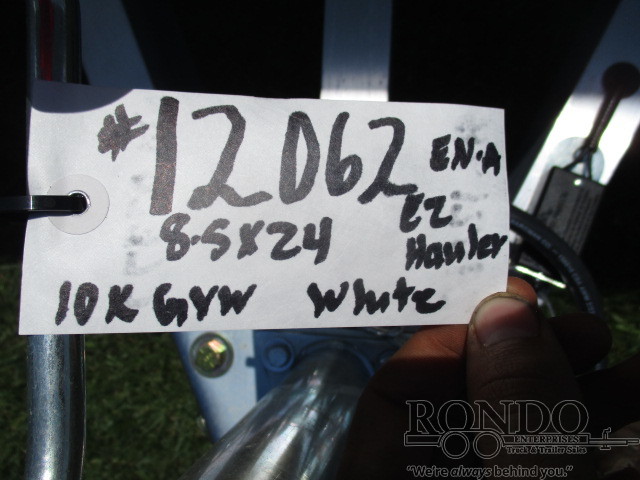 #12062 EN-A
8.5x24 EZ
Hauler
10K GVW White
RONDO
ENTERPRISES
Truck & Trailer Sales
"We're always behind you."